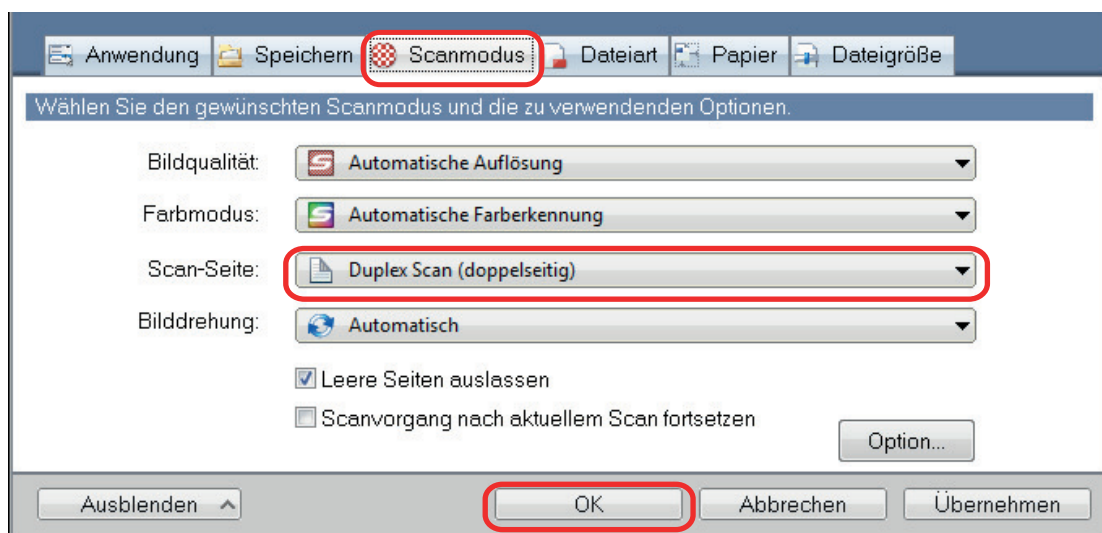 Anwendung Speichern Scanmodus Dateiart Papier Dateigröße
Wählen Sie den gewünschten Scanmodus und die zu verwendenden Optionen.
Bildqualität: Automatische Auflösung
Farbmodus: Automatische Farberkennung
Scan-Seite: Duplex Scan (doppelseitig)
Bilddrehung: Automatisch
Leere Seiten auslassen
Scanvorgang nach aktuellem Scan fortsetzen
Option...
Ausblenden OK Abbrechen Übernehmen